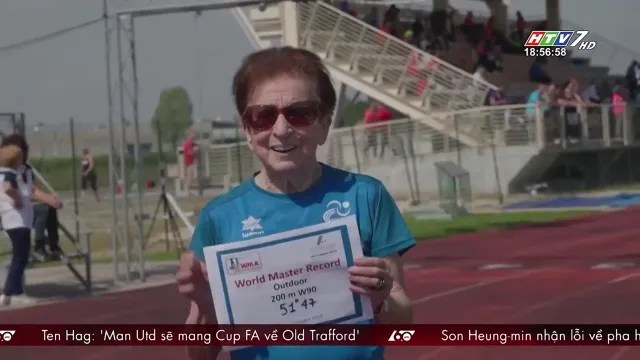 HTV7 HD
18:56:58
WMA
World Master Record
Outdoor
200 m W90
51"47
Ten Hag: 'Man Utd sẽ mang Cup FA về Old Trafford'
Son Heung-min nhận lỗi về pha h